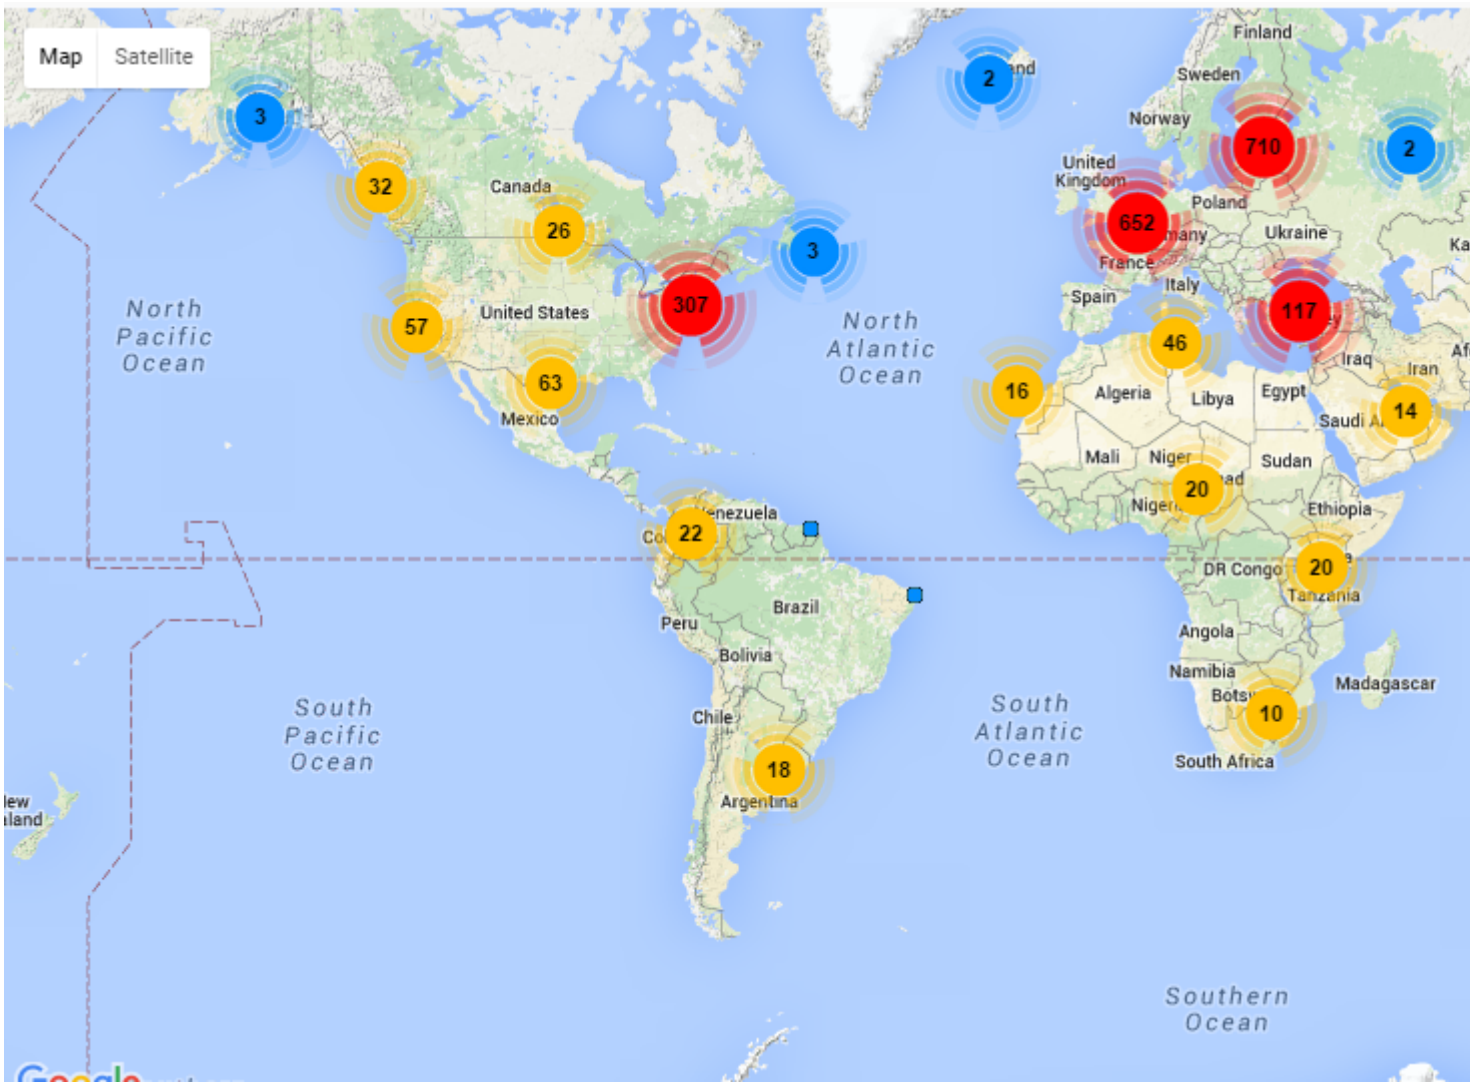 Map Satellite
Finland
2
Sweden
3
Norway
710
2
United
Kingdom
32
Canada
Poland
652
26
Ukraine
3
France
Italy
Spain
307
United States
117
North
Pacific
Ocean
57
North
Atlantic
Ocean
46
Iraq
Iran
63
16
Algeria
Libya
Egypt
14
Mexico
Saudi A
Mali
Niger
Sudan
20
22
Ethiopia
DR Congo
20
Tanzania
Brazil
Peru
Angola
Bolivia
Namibia
Madagascar
Chile
10
South
Pacific
Ocean
South
Atlantic
Ocean
18
South Africa
Argentina
Southern
Ocean
Google